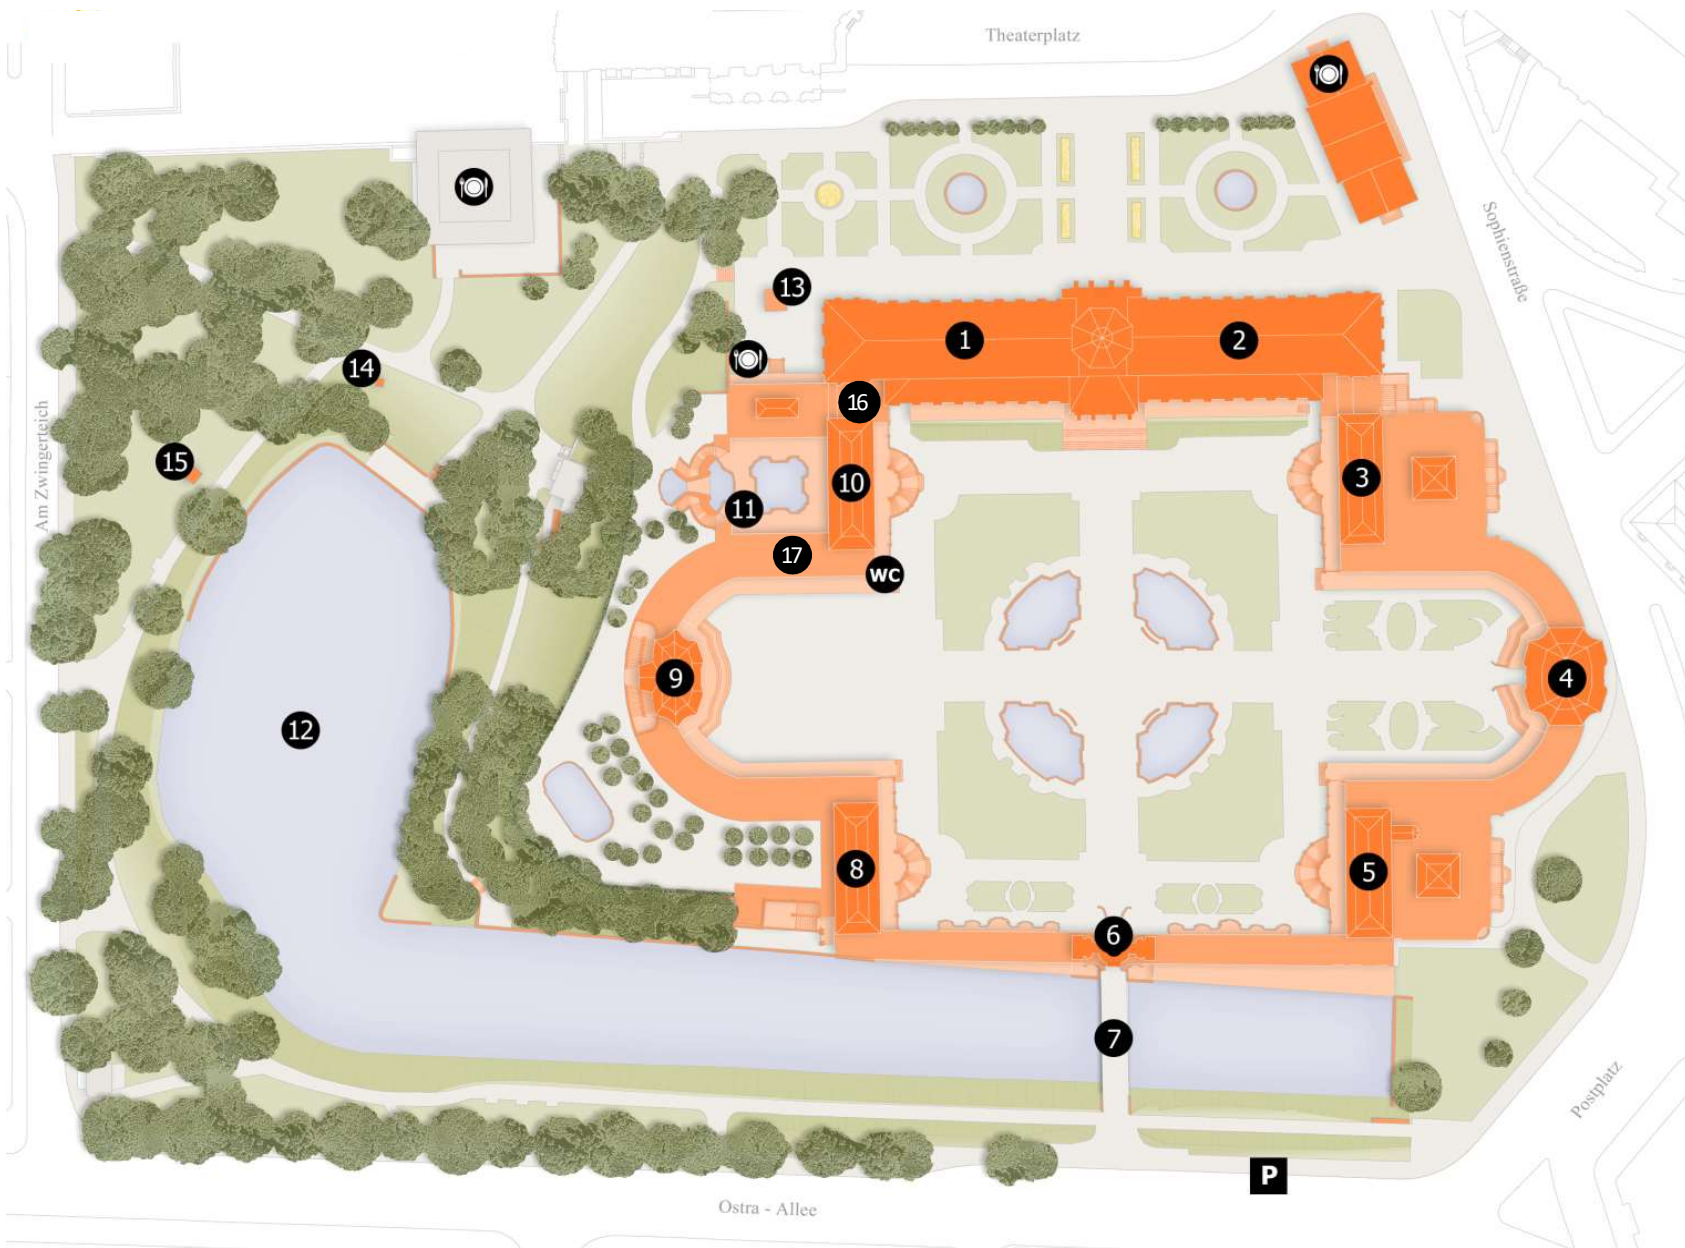 Theaterplatz
Sophienstraße
13
1
2
14
16
15
3
10
11
Am Zwingerteich
17
WC
9
4
12
8
5
6
7
Postplatz
P
Ostra - Allee